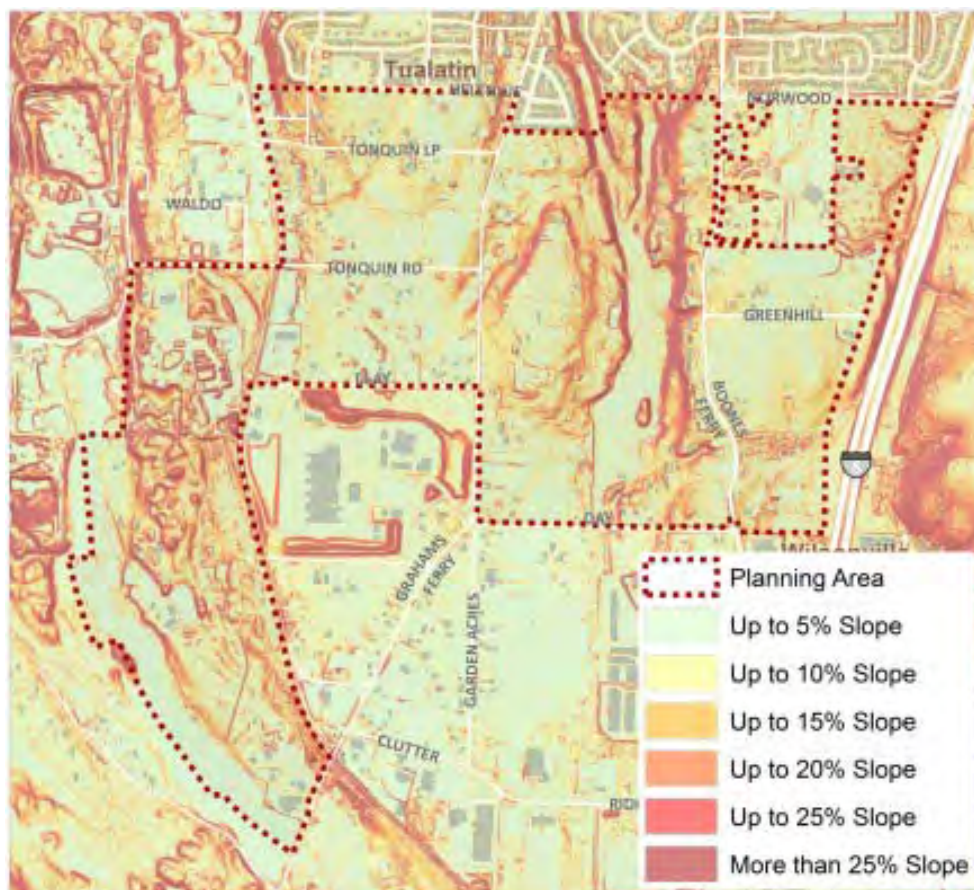 Tualatin
NORWOOD
TONQUIN LP
WALDO
TONQUIN RD
GREENHILL
CLAY
BOONES
FERRY
DAY
GRAHAMS
FERRY
GARDEN ACRES
CLUTTER
Planning Area
Up to 5% Slope
Up to 10% Slope
Up to 15% Slope
Up to 20% Slope
Up to 25% Slope
More than 25% Slope